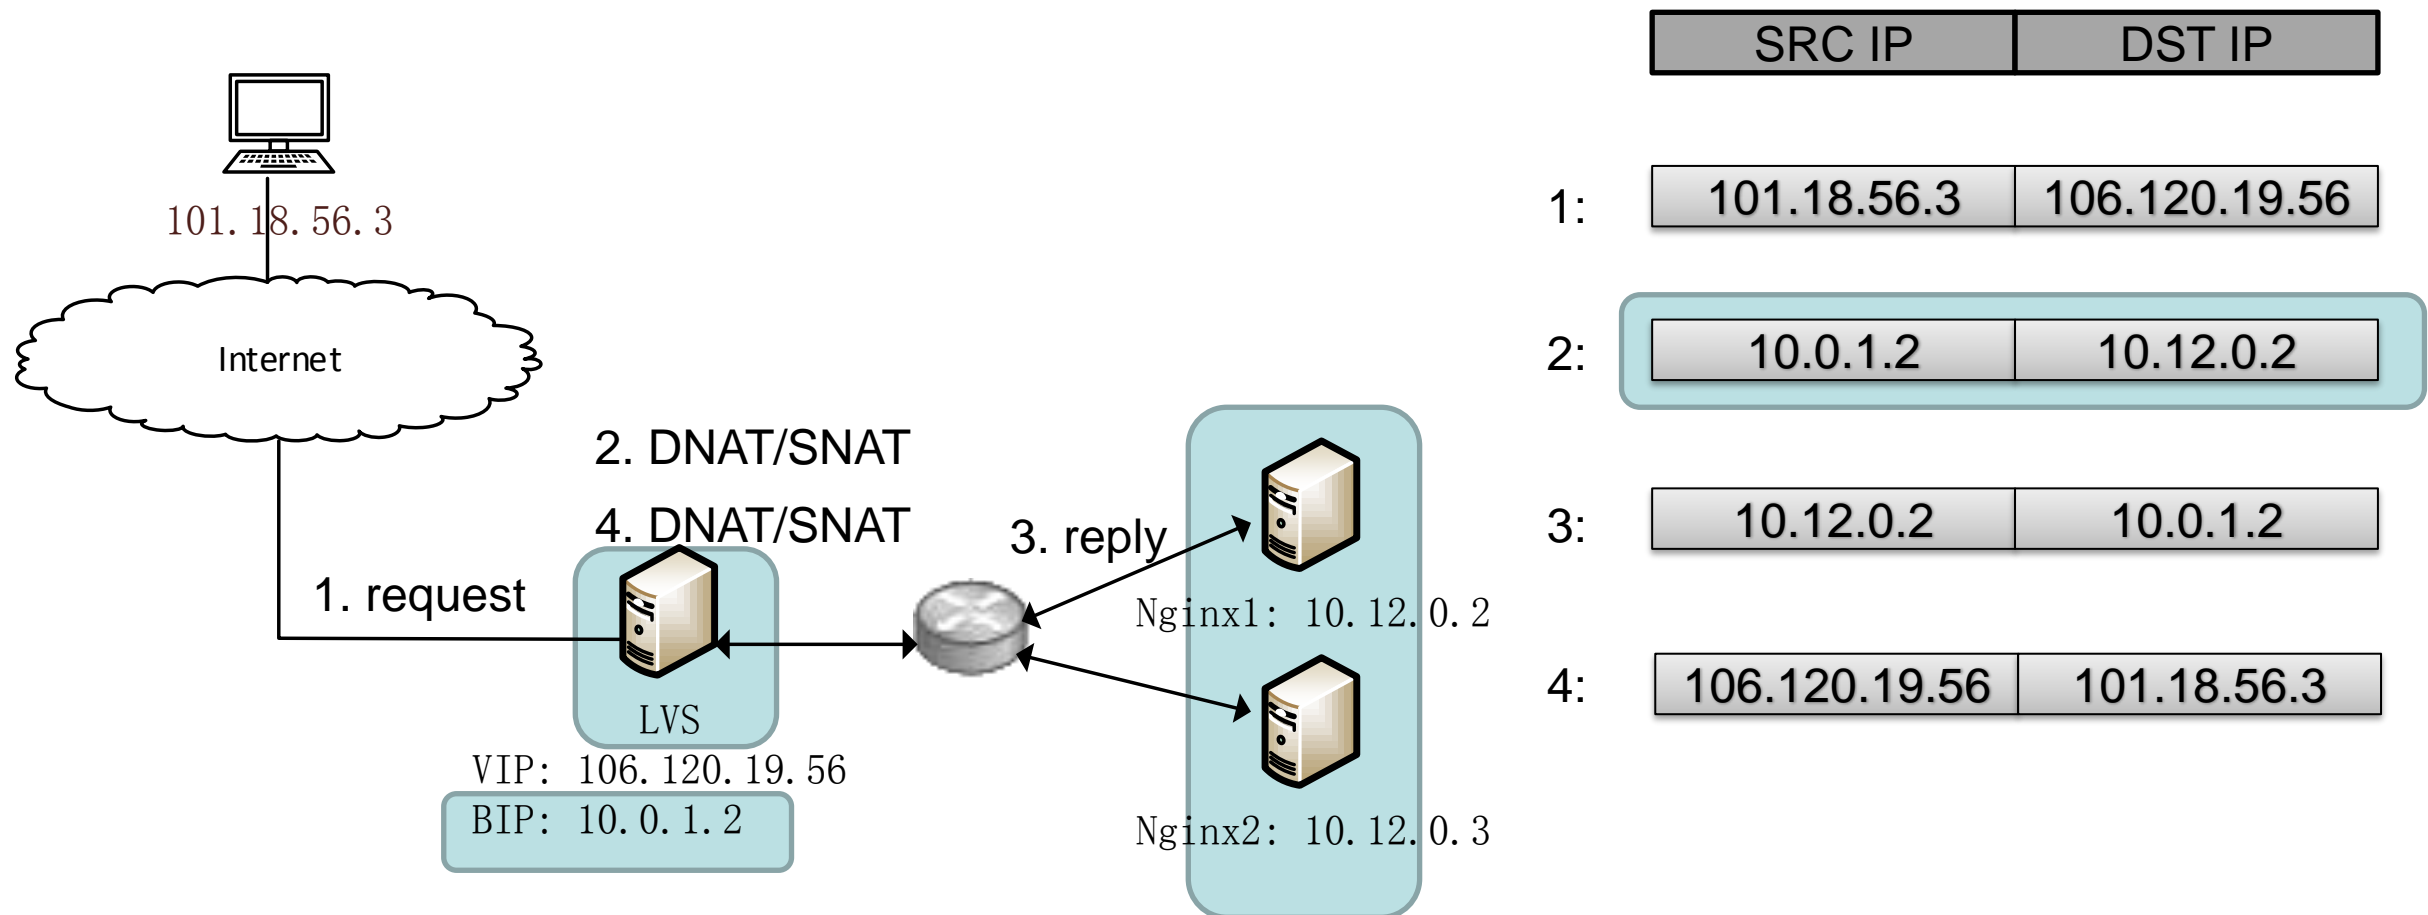 SRC IP DST IP
101.18.56.3
1: 101.18.56.3 106.120.19.56
Internet
2: 10.0.1.2 10.12.0.2
2. DNAT/SNAT
4. DNAT/SNAT
3. reply
3: 10.12.0.2 10.0.1.2
1. request
Nginx1: 10.12.0.2
LVS
4: 106.120.19.56 101.18.56.3
VIP: 106.120.19.56
BIP: 10.0.1.2
Nginx2: 10.12.0.3